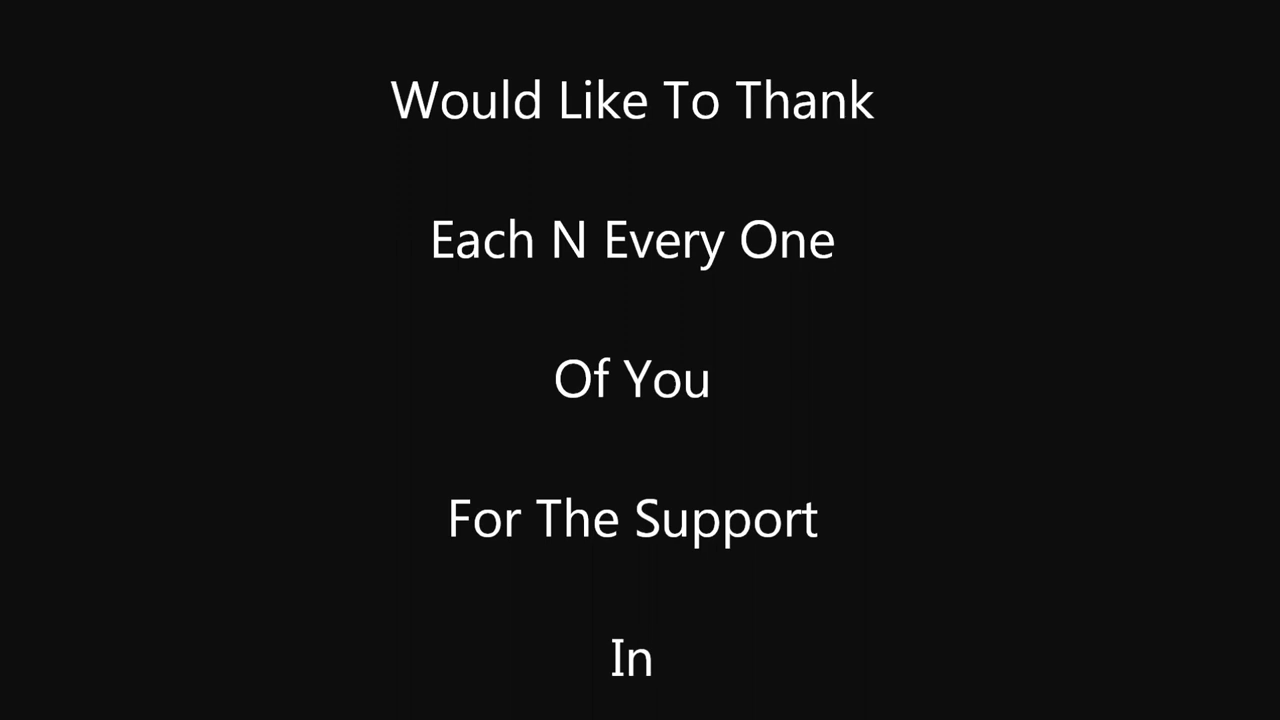 Would Like To Thank
Each N Every One
Of You
For The Support
In